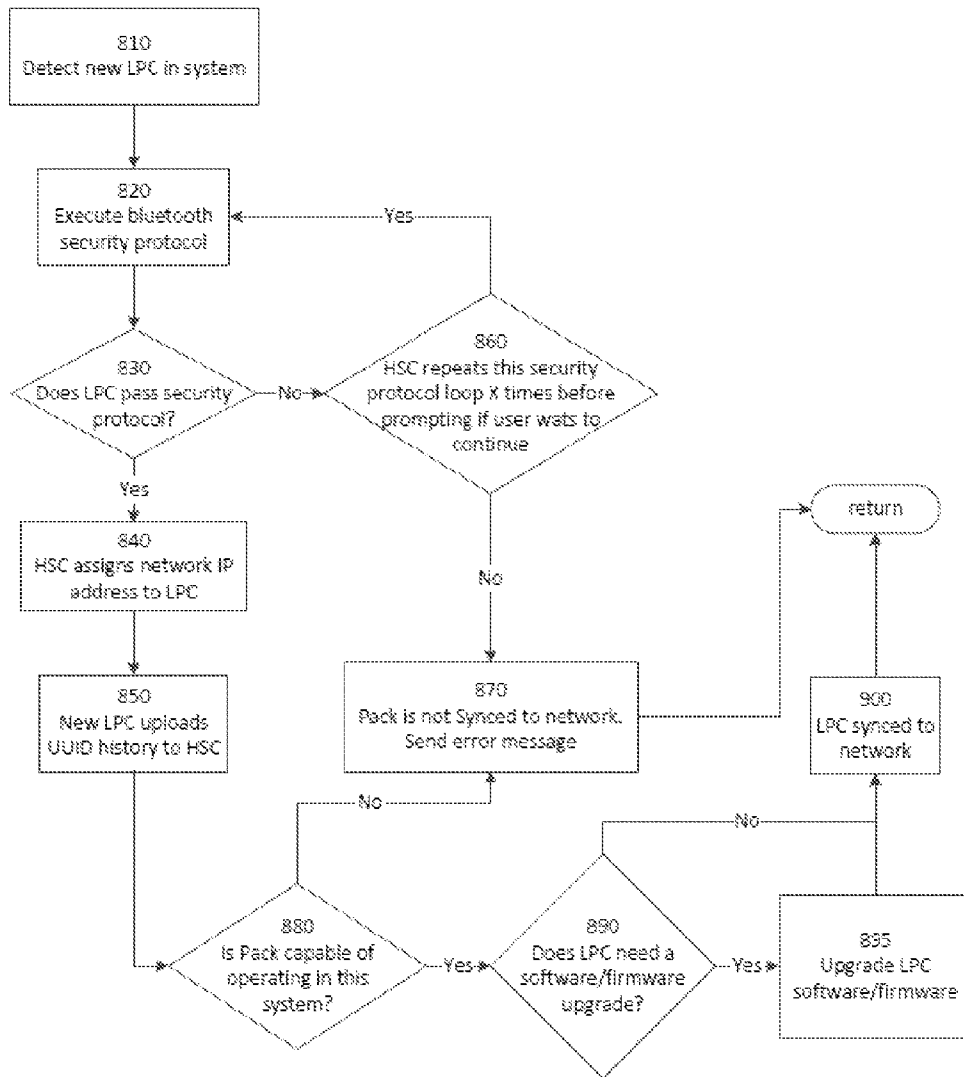 810
Detect new LPC in system
820
Execute bluetooth
security protocol
Yes
830
Does LPC pass security
protocol?
No
860
HSC repeats this security
protocol loop X times before
prompting if user wats to
continue
Yes
840
HSC assigns network IP
address to LPC
No
return
850
New LPC uploads
UUID history to HSC
870
Pack is not Synced to network.
Send error message
900
LPC synced to
network
No
No
880
Is Pack capable of
operating in this
system?
Yes
890
Does LPC need a
software/firmware
upgrade?
Yes
895
Upgrade LPC
software/firmware